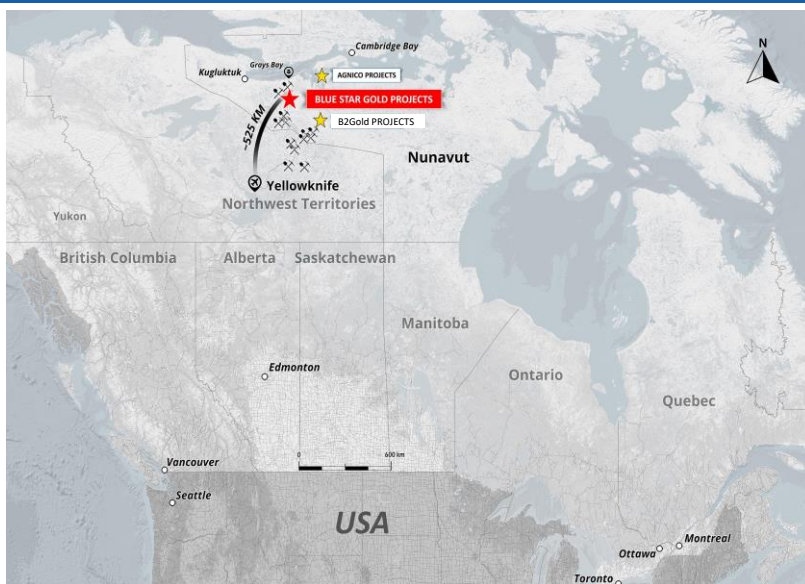 Cambridge Bay
N
Grays Bay
Kugluktuk
AGNICO PROJECTS
BLUE STAR GOLD PROJECTS
~525 KM
B2Gold PROJECTS
Nunavut
Yellowknife
Northwest Territories
Yukon
British Columbia
Alberta
Saskatchewan
Manitoba
Edmonton
Ontario
Quebec
0
600 km
Vancouver
Seattle
USA
Montreal
Ottawa
Toronto